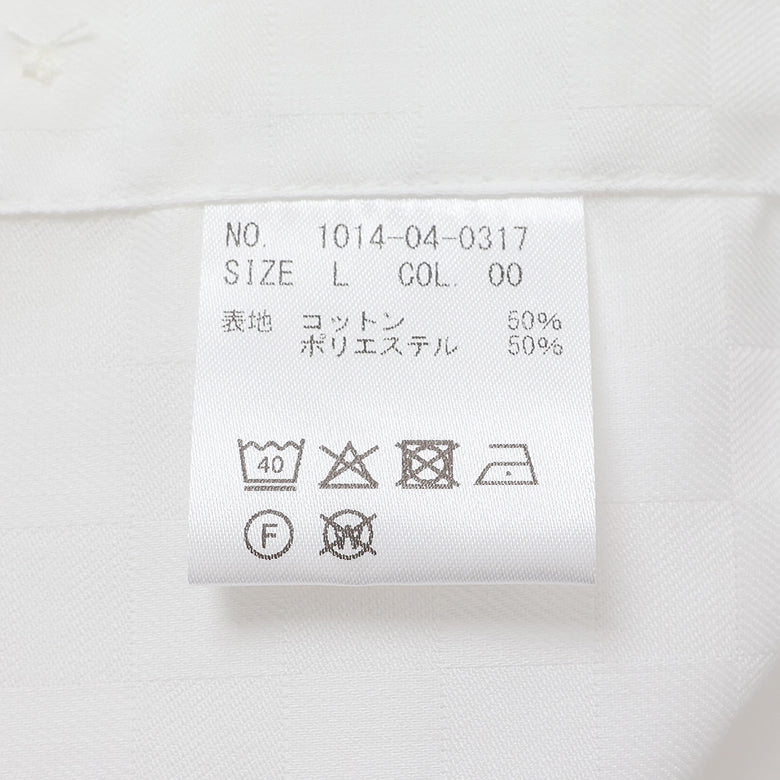 NO. 1014-04-0317
SIZE L COL. 00
表地 コットン 50%
ポリエステル 50%
40
F W